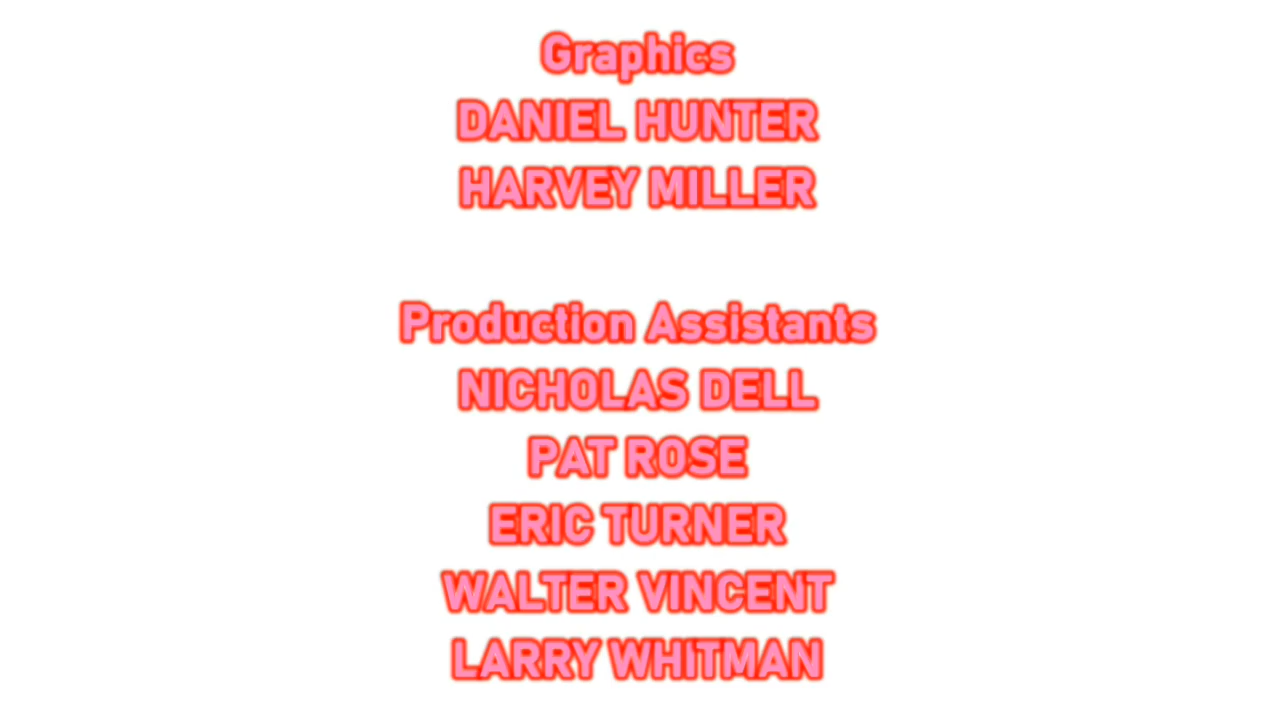 Graphics
DANIEL HUNTER
HARVEY MILLER
Production Assistants
NICHOLAS DELL
PAT ROSE
ERIC TURNER
WALTER VINCENT
LARRY WHITMAN